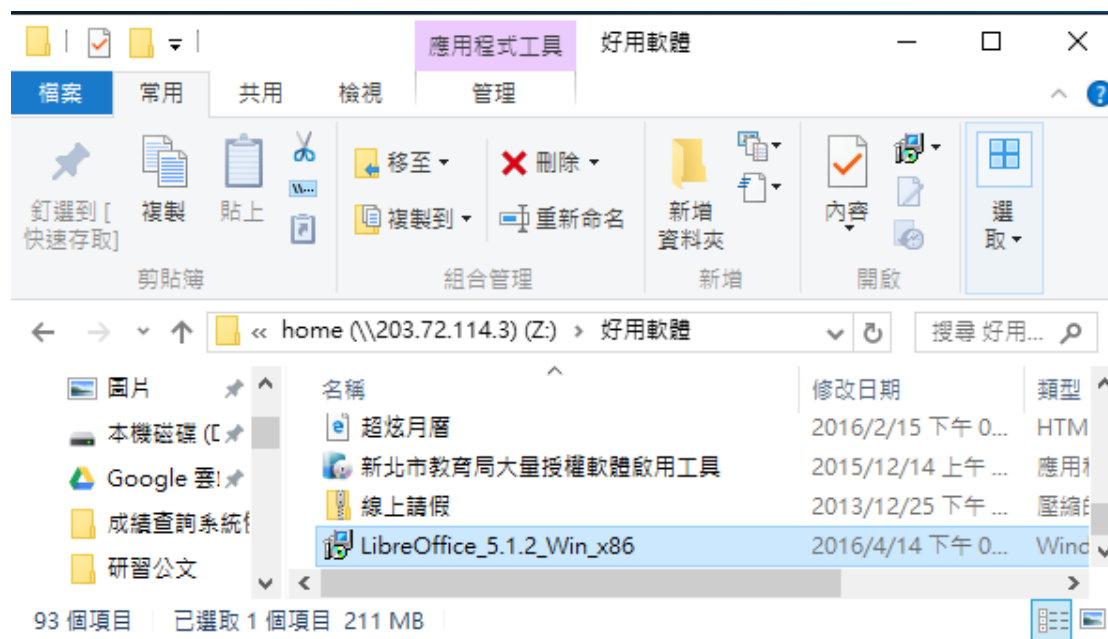 應用程式工具 好用軟體
檔案 常用 共用 檢視 管理
釘選到 [
快速存取]
複製
貼上
移至
複製到
刪除
重新命名
新增
資料夾
內容
選
取
剪貼簿 組合管理 新增 開啟
« home (\\203.72.114.3) (Z:) › 好用軟體 搜尋 好用...
名稱 修改日期 類型
圖片
本機磁碟 (D
Google 雲
成績查詢系統
研習公文
超炫月曆 2016/2/15 下午 0... HTM
新北市教育局大量授權軟體啟用工具 2015/12/14 上午 ... 應用
線上請假 2013/12/25 下午 ... 壓縮
LibreOffice_5.1.2_Win_x86 2016/4/14 下午 0... Wind
93 個項目 已選取 1 個項目 211 MB